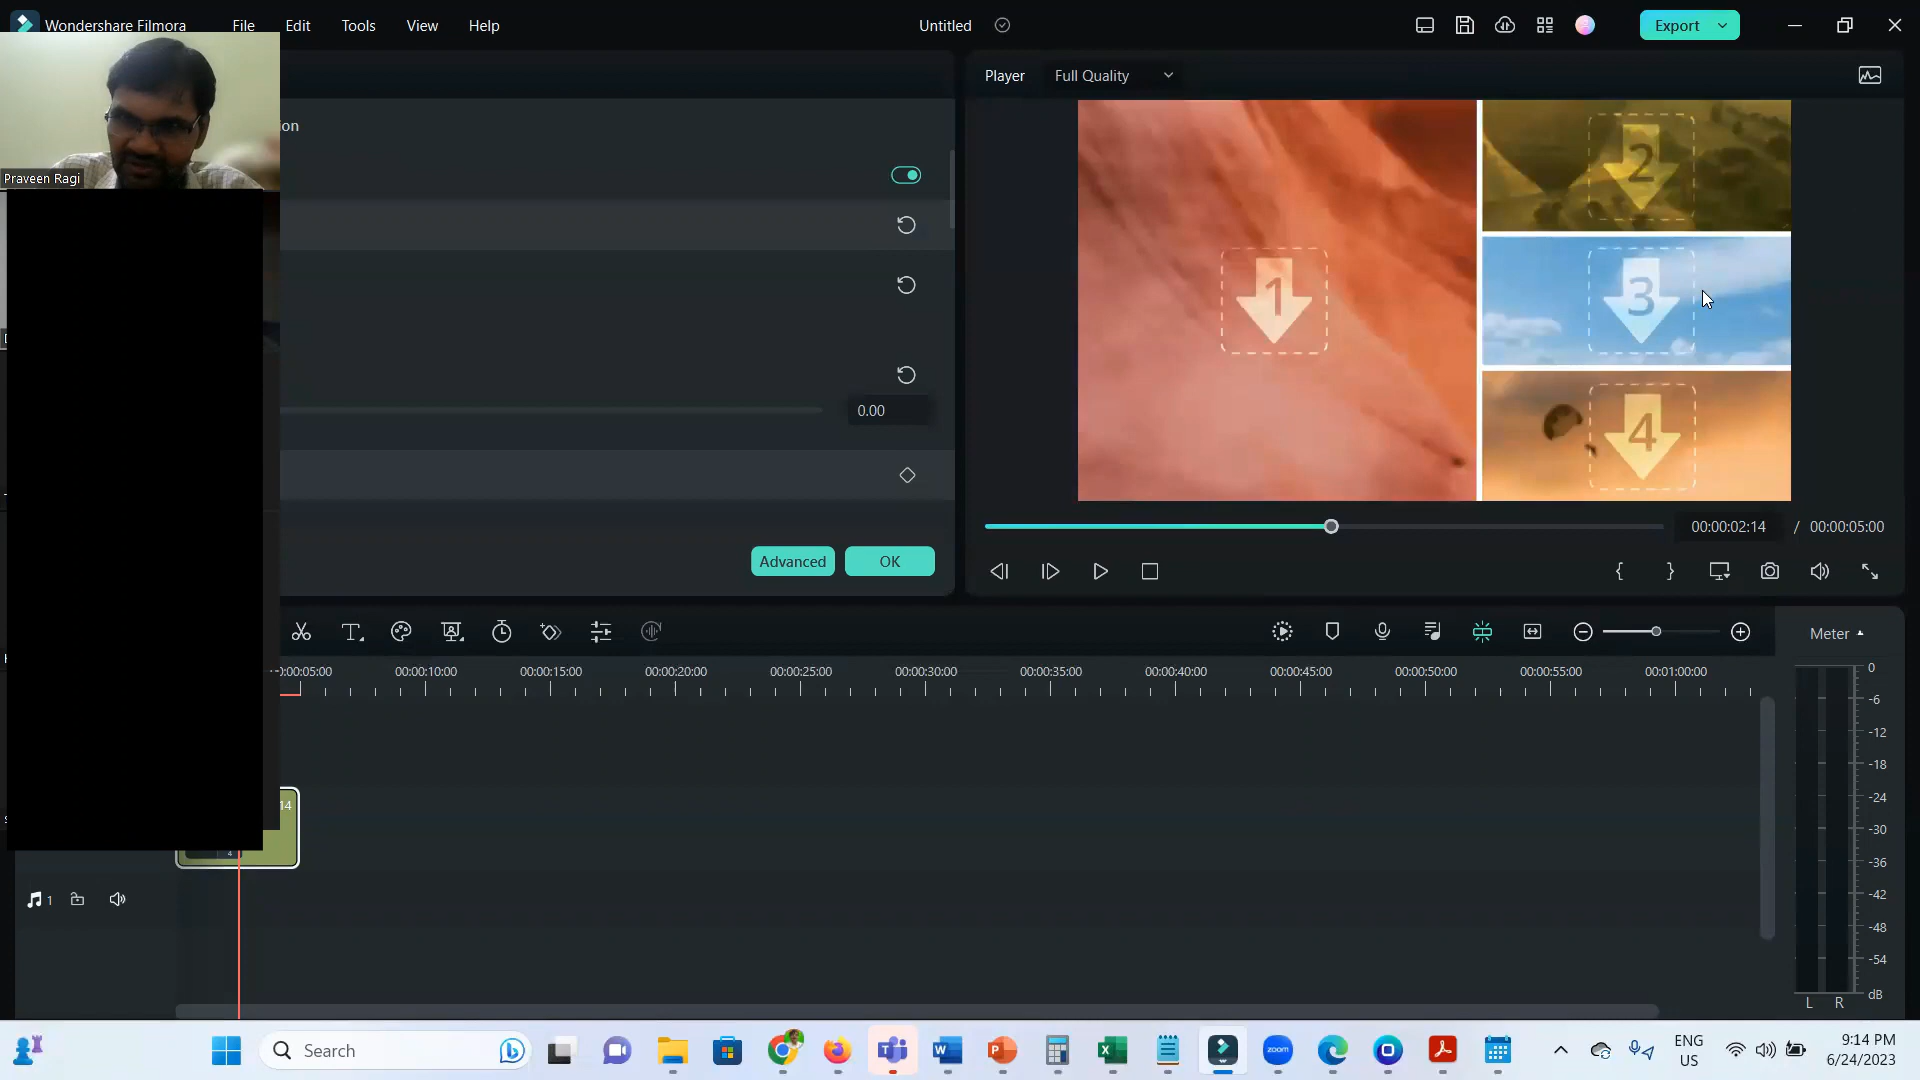 Wondershare Filmora File Edit Tools View Help Untitled Export
Player Full Quality
ion
Praveen Ragi
1
2
3
4
0.00
Advanced OK
00:00:02:14 / 00:00:05:00
Meter
:00:05:00 00:00:10:00 00:00:15:00 00:00:20:00 00:00:25:00 00:00:30:00 00:00:35:00 00:00:40:00 00:00:45:00 00:00:50:00 00:00:55:00 00:01:00:00
0
-6
-12
-18
-24
-30
-36
-42
-48
-54
dB
L R
14
4
1
Search
zoom
ENG
US
9:14 PM
6/24/2023